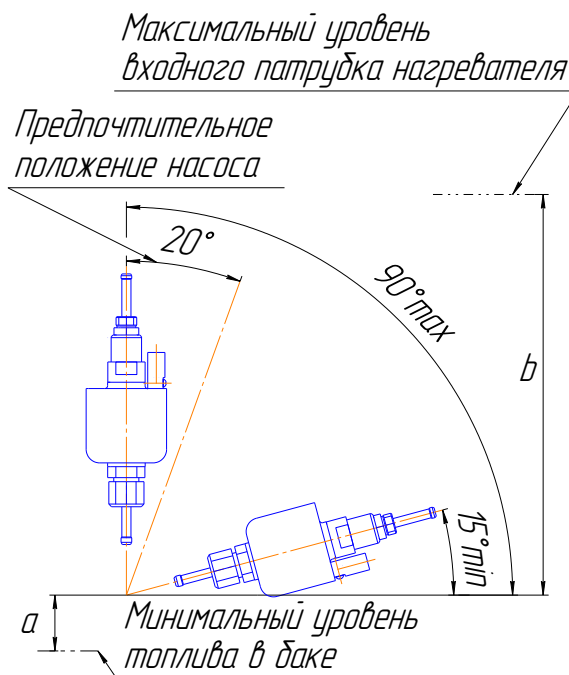 Максимальный уровень
входного патрубка нагревателя
Предпочтительное
положение насоса
20°
90°max
b
15°min
a
Минимальный уровень
топлива в баке